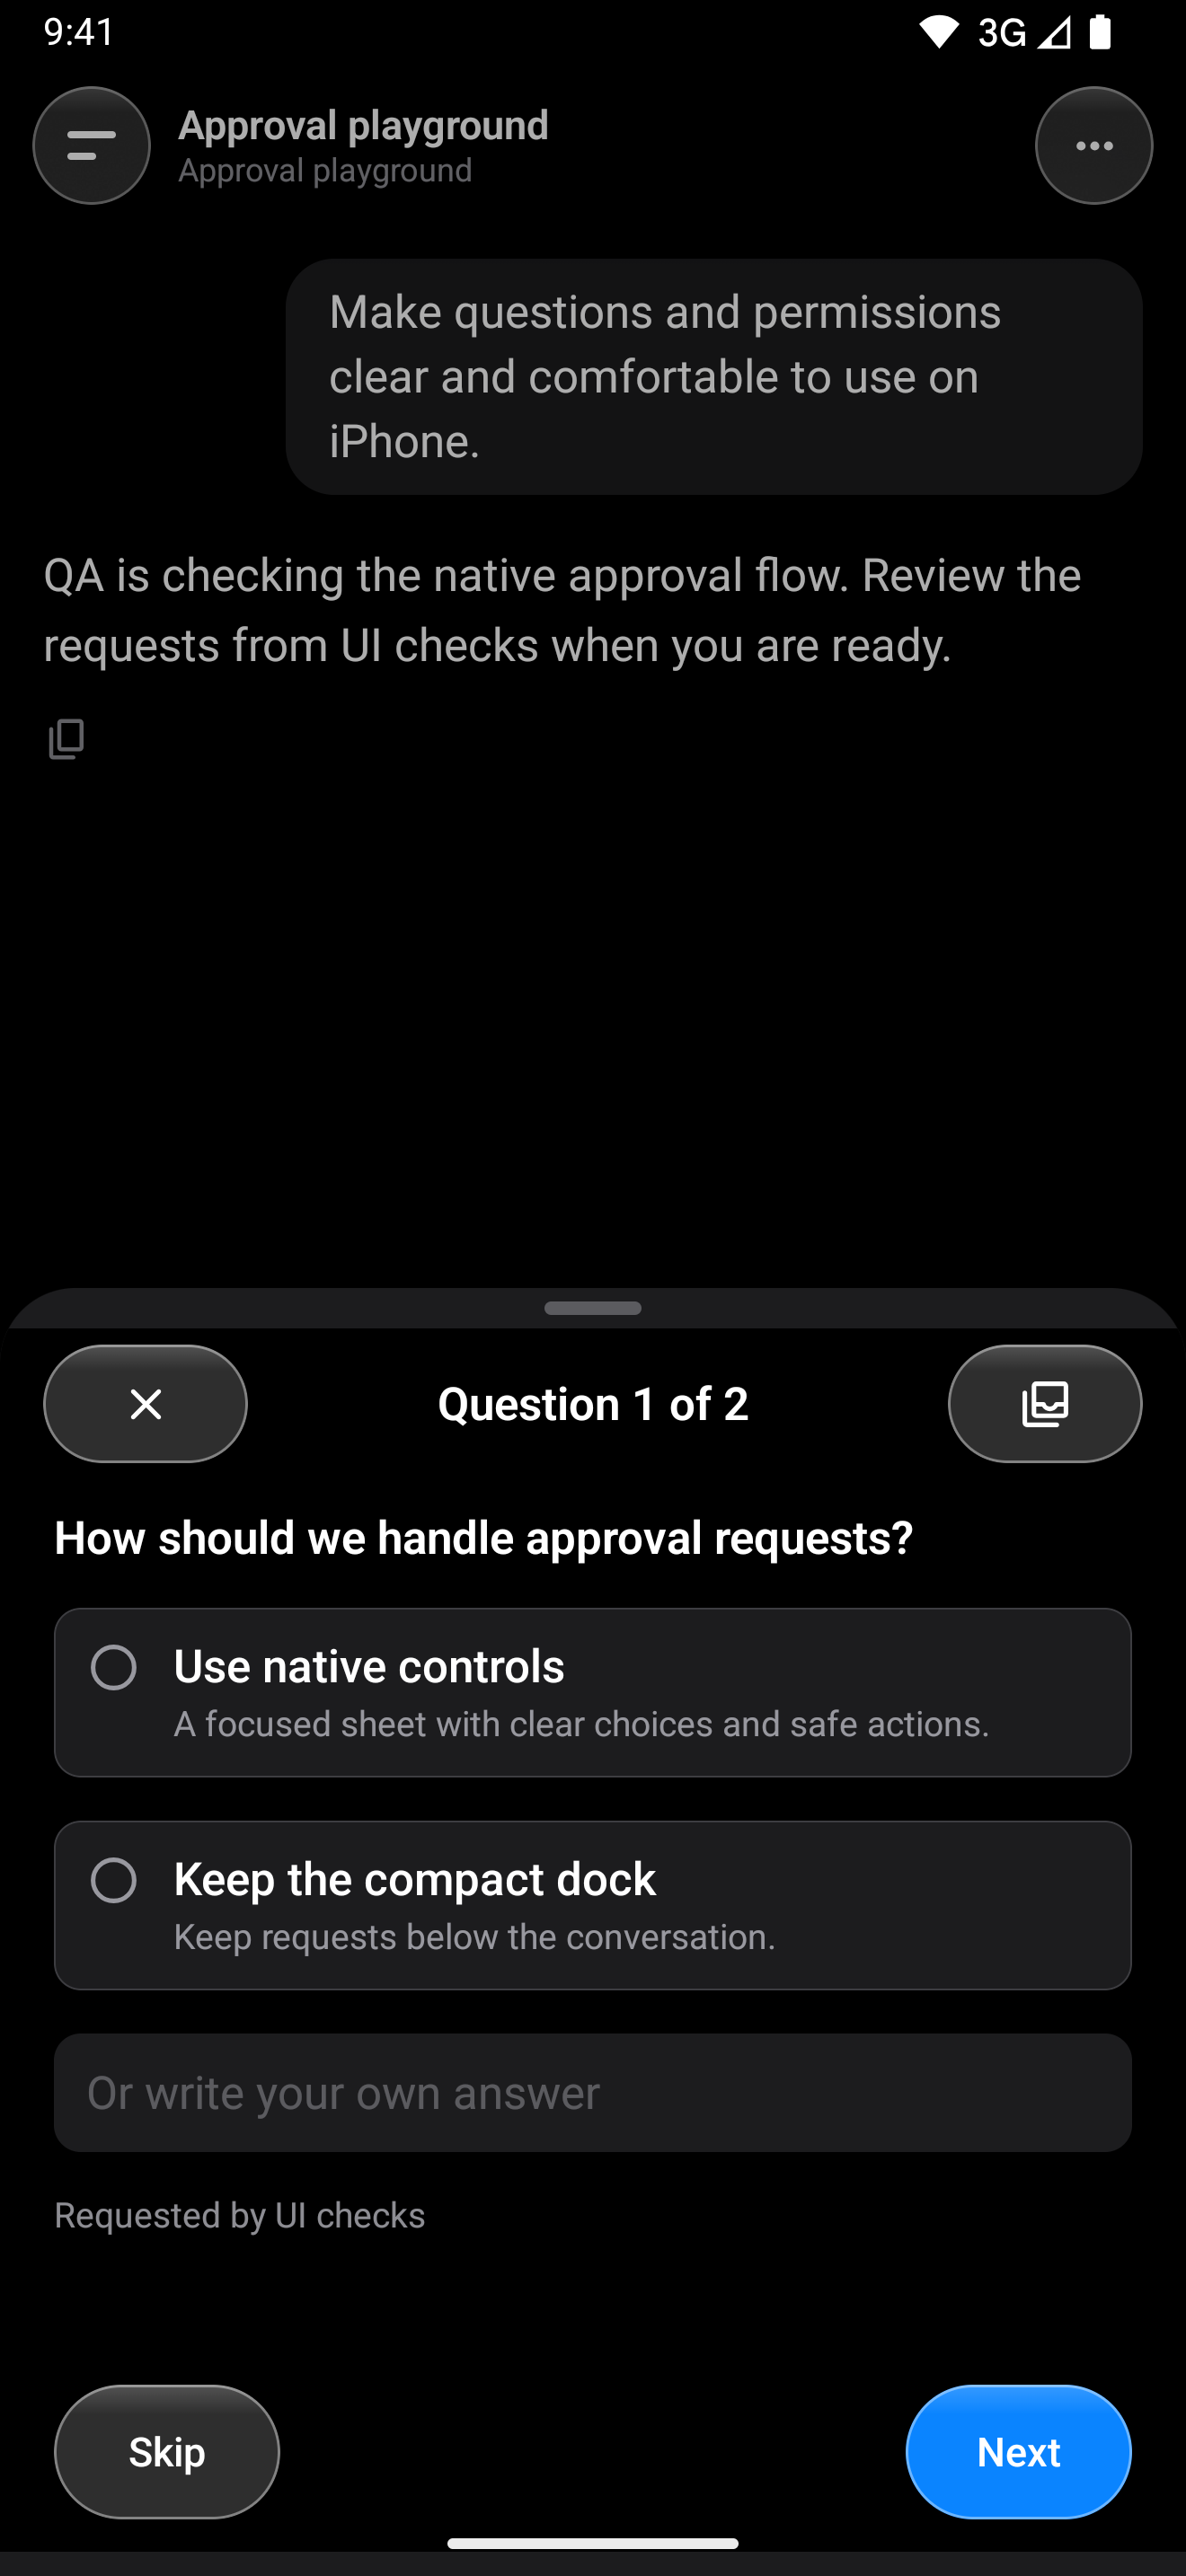 9:41
3G
Approval playground
Approval playground
Make questions and permissions
clear and comfortable to use on
iPhone.
QA is checking the native approval flow. Review the
requests from UI checks when you are ready.
Question 1 of 2
How should we handle approval requests?
Use native controls
A focused sheet with clear choices and safe actions.
Keep the compact dock
Keep requests below the conversation.
Or write your own answer
Requested by UI checks
Skip
Next